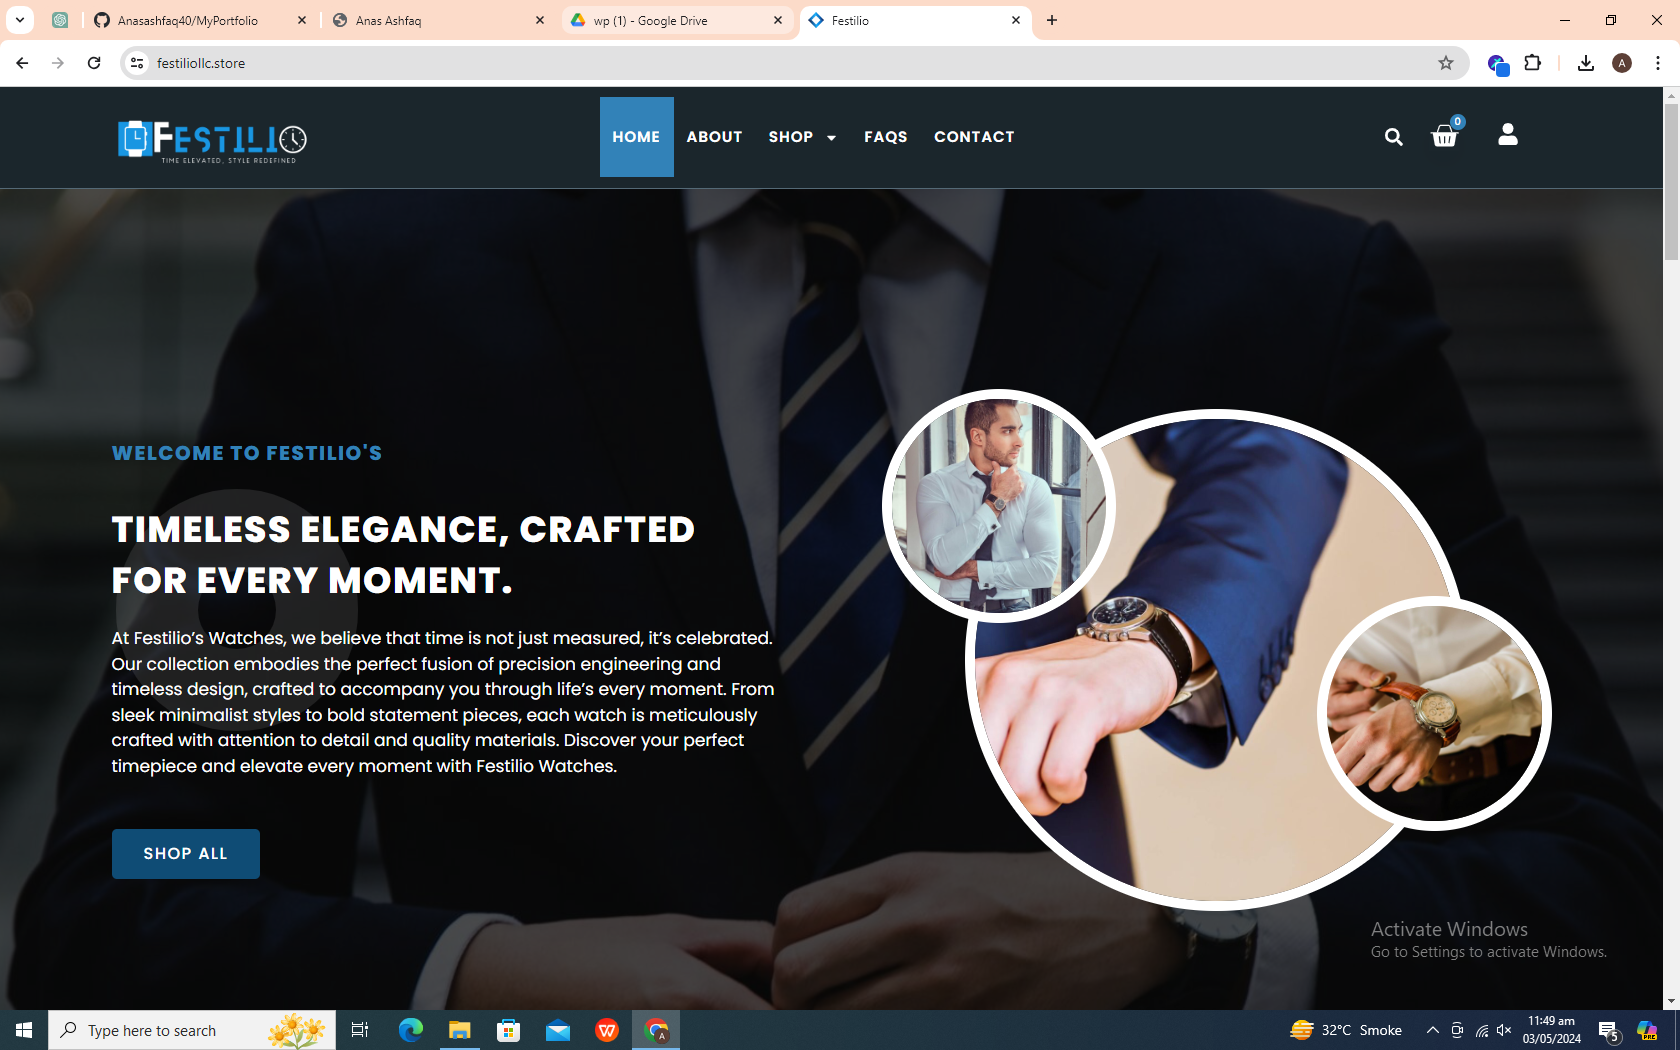 Anasashfaq40/MyPortfolio
Anas Ashfaq
wp (1) - Google Drive
Festilio
festiliollc.store
A
FESTILIO
TIME ELEVATED, STYLE REDEFINED
HOME
ABOUT
SHOP
FAQS
CONTACT
0
WELCOME TO FESTILIO'S
TIMELESS ELEGANCE, CRAFTED
FOR EVERY MOMENT.
At Festilio’s Watches, we believe that time is not just measured, it’s celebrated.
Our collection embodies the perfect fusion of precision engineering and
timeless design, crafted to accompany you through life’s every moment. From
sleek minimalist styles to bold statement pieces, each watch is meticulously
crafted with attention to detail and quality materials. Discover your perfect
timepiece and elevate every moment with Festilio Watches.
SHOP ALL
Activate Windows
Go to Settings to activate Windows.
Type here to search
W
A
32°C Smoke
11:49 am
03/05/2024
5
PRE